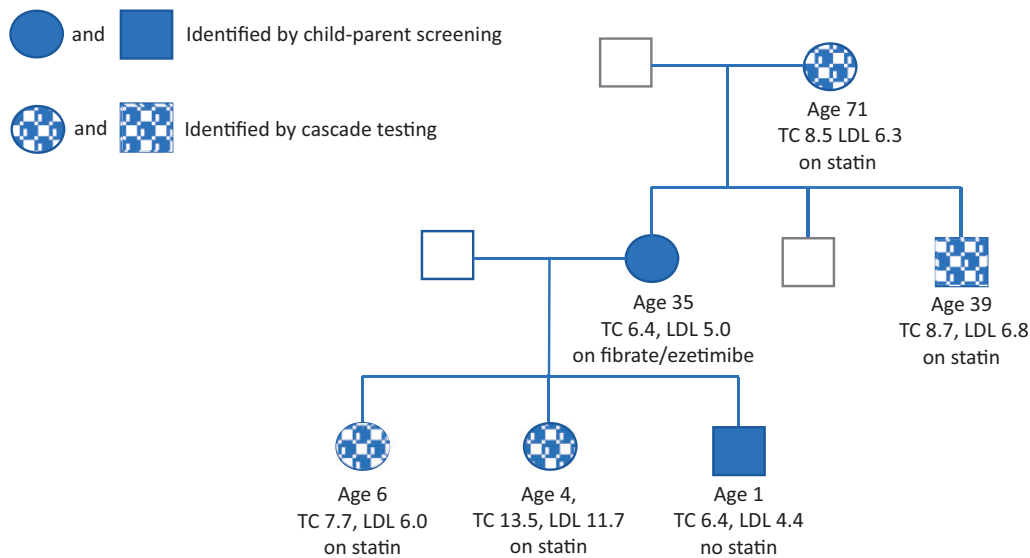 and Identified by child-parent screening
and Identified by cascade testing
Age 71
TC 8.5 LDL 6.3
on statin
Age 35
TC 6.4, LDL 5.0
on fibrate/ezetimibe
Age 39
TC 8.7, LDL 6.8
on statin
Age 6
TC 7.7, LDL 6.0
on statin
Age 4,
TC 13.5, LDL 11.7
on statin
Age 1
TC 6.4, LDL 4.4
no statin